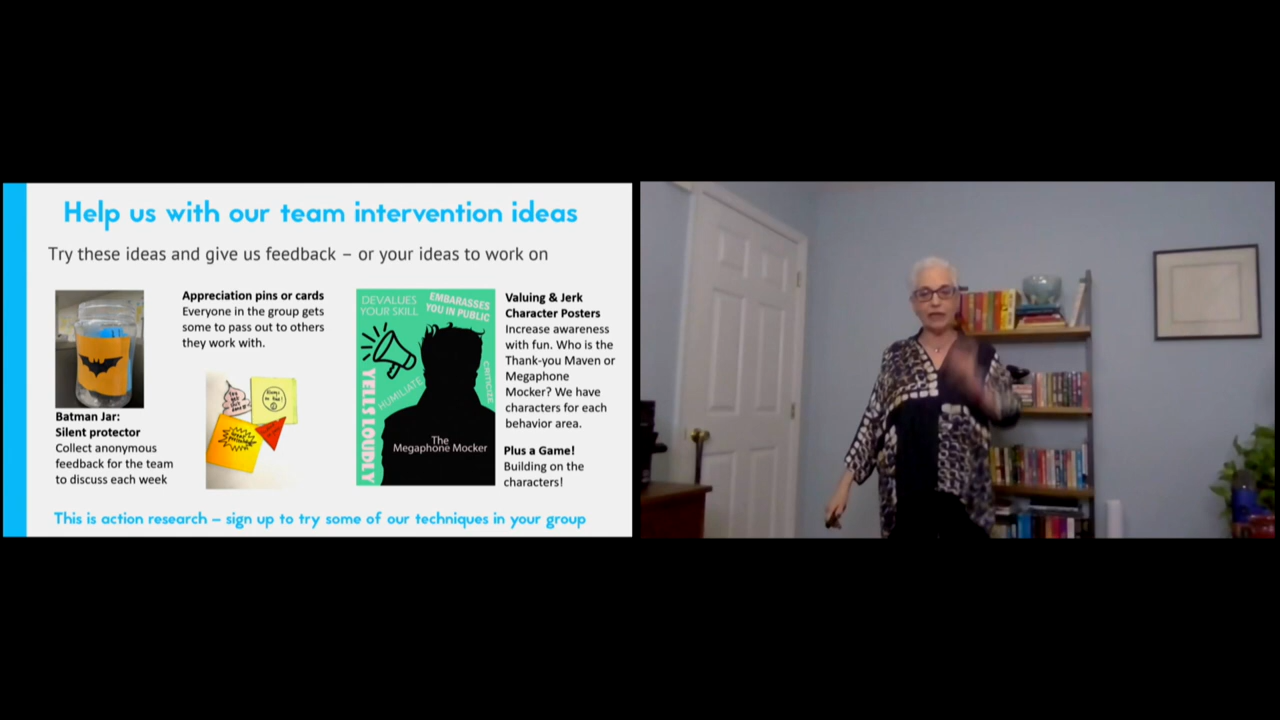 Help us with our team intervention ideas
Try these ideas and give us feedback – or your ideas to work on
Batman Jar:
Silent protector
Collect anonymous
feedback for the team
to discuss each week
Appreciation pins or cards
Everyone in the group gets
some to pass out to others
they work with.
DEVALUES
YOUR SKILL
EMBARASSES
YOU IN PUBLIC
YELLS LOUDLY
HUMILIATE
CRITICIZE
The
Megaphone Mocker
Valuing & Jerk
Character Posters
Increase awareness
with fun. Who is the
Thank-you Maven or
Megaphone
Mocker? We have
characters for each
behavior area.
Plus a Game!
Building on the
characters!
This is action research – sign up to try some of our techniques in your group